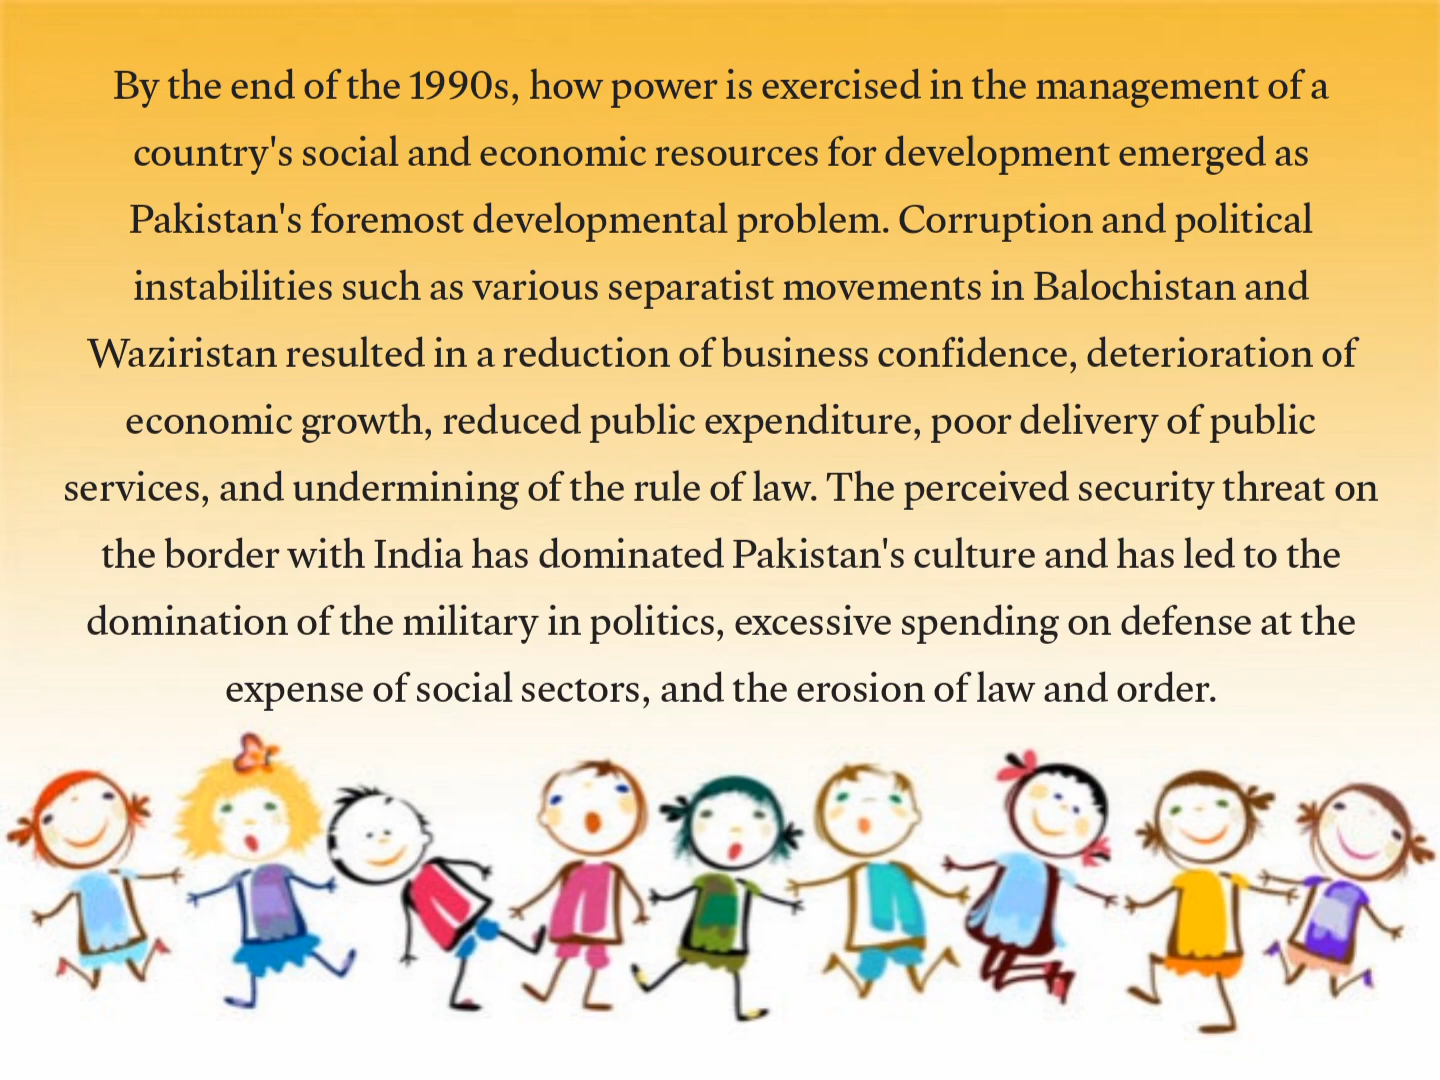 By the end of the 1990s, how power is exercised in the management of a
country's social and economic resources for development emerged as
Pakistan's foremost developmental problem. Corruption and political
instabilities such as various separatist movements in Balochistan and
Waziristan resulted in a reduction of business confidence, deterioration of
economic growth, reduced public expenditure, poor delivery of public
services, and undermining of the rule of law. The perceived security threat on
the border with India has dominated Pakistan's culture and has led to the
domination of the military in politics, excessive spending on defense at the
expense of social sectors, and the erosion of law and order.